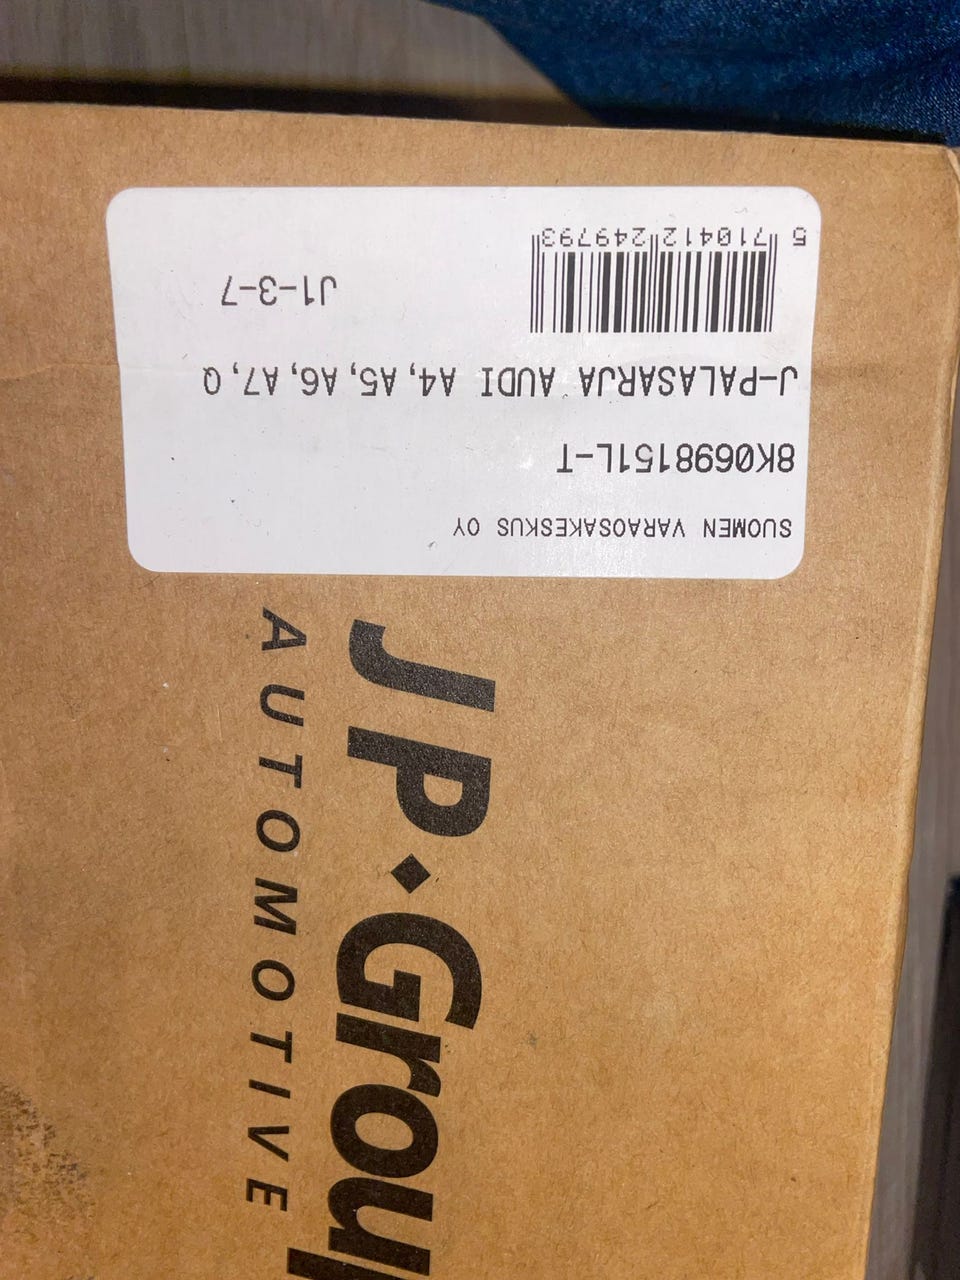 SUOMEN VARAOSAKESKUS OY
8K0698151L-T
J-PALASARJA AUDI A4,A5,A6,A7,Q
J1-3-7
5 710412 249793
JP Group
AUTOMOTIVE